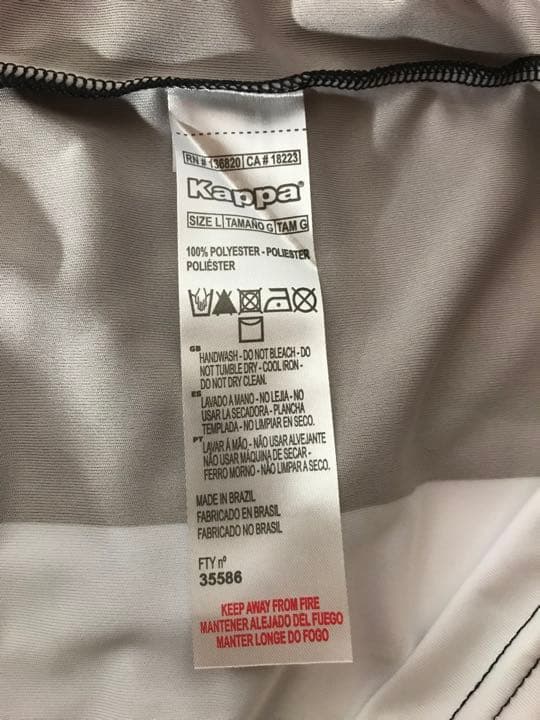 RN # 136820 CA # 18223
Kappa
SIZE L TAMAÑO G TAM G
100% POLYESTER - POLIESTER
POLIÉSTER
GB
HANDWASH - DO NOT BLEACH - DO
NOT TUMBLE DRY - COOL IRON -
DO NOT DRY CLEAN.
ES
LAVADO A MANO - NO LEJIA - NO
USAR LA SECADORA - PLANCHA
TEMPLADA - NO LIMPIAR EN SECO.
PT
LAVAR Á MÃO - NÃO USAR ALVEJANTE
NÃO USAR MÁQUINA DE SECAR -
FERRO MORNO - NÃO LIMPAR A SECO.
MADE IN BRAZIL
FABRICADO EN BRASIL
FABRICADO NO BRASIL
FTY nº
35586
KEEP AWAY FROM FIRE
MANTENER ALEJADO DEL FUEGO
MANTER LONGE DO FOGO